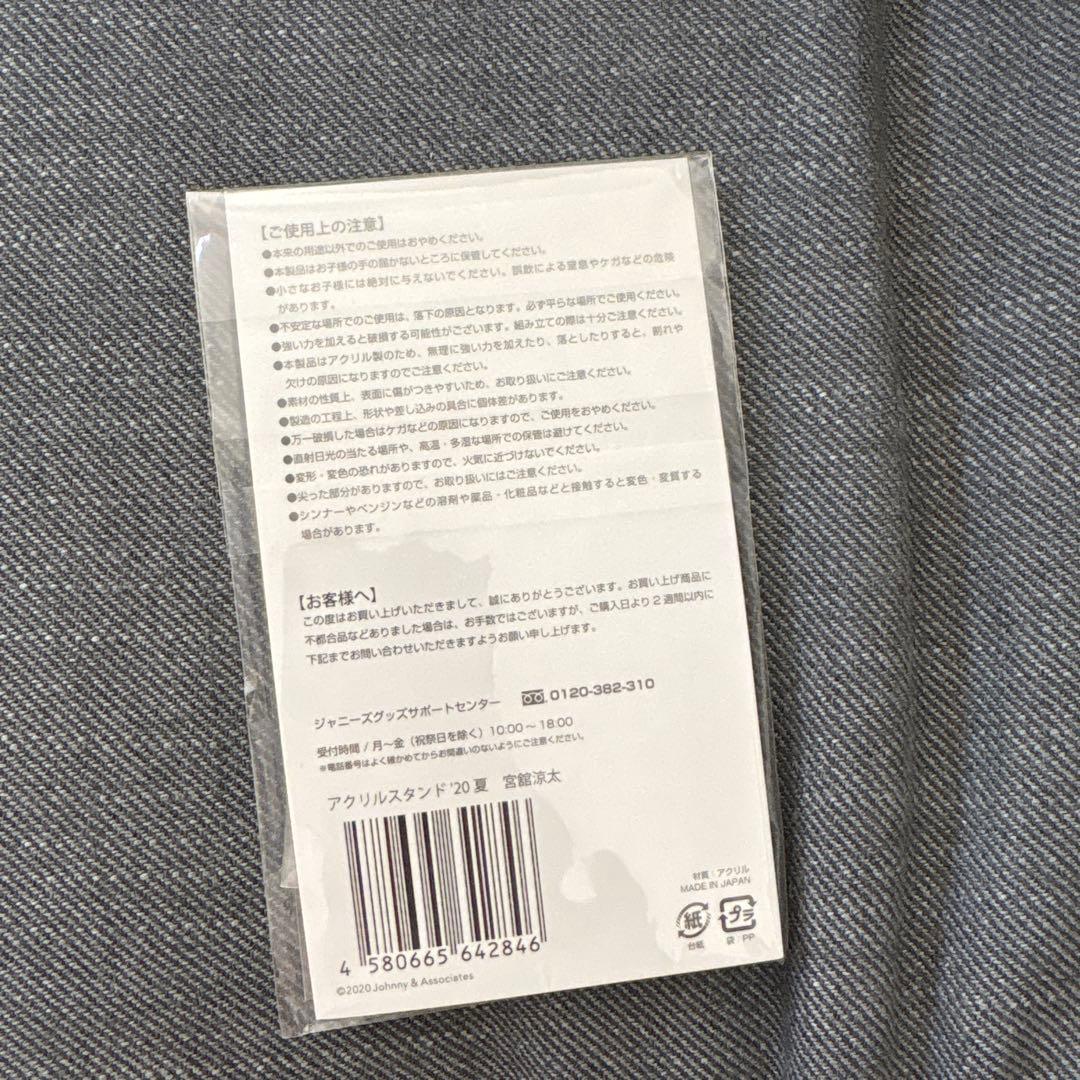 【ご使用上の注意】
●本来の用途以外でのご使用はおやめください。
●本製品はお子様の手の届かないところに保管してください。
●小さなお子様には絶対に与えないでください。誤飲による窒息やケガなどの危険
があります。
●不安定な場所でのご使用は、落下の原因となります。必ず平らな場所でご使用ください。
●強い力を加えると破損する可能性がございます。組み立ての際は十分ご注意ください。
●本製品はアクリル製のため、無理に強い力を加えたり、落としたりすると、割れや
欠けの原因になりますのでご注意ください。
●素材の性質上、表面に傷がつきやすいため、お取り扱いにご注意ください。
●製造の工程上、形状や差し込みの具合に個体差があります。
●万一破損した場合はケガなどの原因になりますので、ご使用をおやめください。
●直射日光の当たる場所や、高温・多湿な場所での保管は避けてください。
●変形・変色の恐れがありますので、火気に近づけないでください。
●尖った部分がありますので、お取り扱いにはご注意ください。
●シンナーやベンジンなどの溶剤や薬品・化粧品などと接触すると変色・変質する
場合があります。
【お客様へ】
この度はお買い上げいただきまして、誠にありがとうございます。お買い上げ商品に
不都合品などありました場合は、お手数ではございますが、ご購入日より2週間以内に
下記までお問い合わせいただきますようお願い申し上げます。
ジャニーズグッズサポートセンター 0120-382-310
受付時間 / 月〜金（祝祭日を除く）10:00〜18:00
※電話番号はよく確かめてからお間違いのないようにご注意ください。
アクリルスタンド'20夏 宮舘涼太
4 580665 642846
©2020 Johnny & Associates
材質：アクリル
MADE IN JAPAN
紙 プラ
台紙 袋：PP